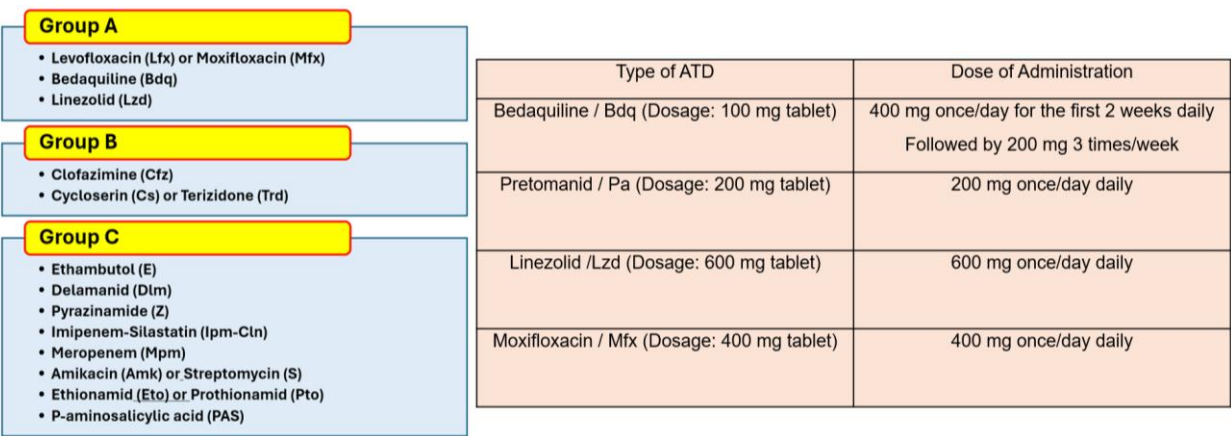 Group A
• Levofloxacin (Lfx) or Moxifloxacin (Mfx)
• Bedaquiline (Bdq)
• Linezolid (Lzd)
Group B
• Clofazimine (Cfz)
• Cycloserin (Cs) or Terizidone (Trd)
Group C
• Ethambutol (E)
• Delamanid (Dlm)
• Pyrazinamide (Z)
• Imipenem-Silastatin (Ipm-Cln)
• Meropenem (Mpm)
• Amikacin (Amk) or Streptomycin (S)
• Ethionamid (Eto) or Prothionamid (Pto)
• P-aminosalicylic acid (PAS)
Type of ATD
Dose of Administration
Bedaquiline / Bdq (Dosage: 100 mg tablet)
400 mg once/day for the first 2 weeks daily
Followed by 200 mg 3 times/week
Pretomanid / Pa (Dosage: 200 mg tablet)
200 mg once/day daily
Linezolid /Lzd (Dosage: 600 mg tablet)
600 mg once/day daily
Moxifloxacin / Mfx (Dosage: 400 mg tablet)
400 mg once/day daily